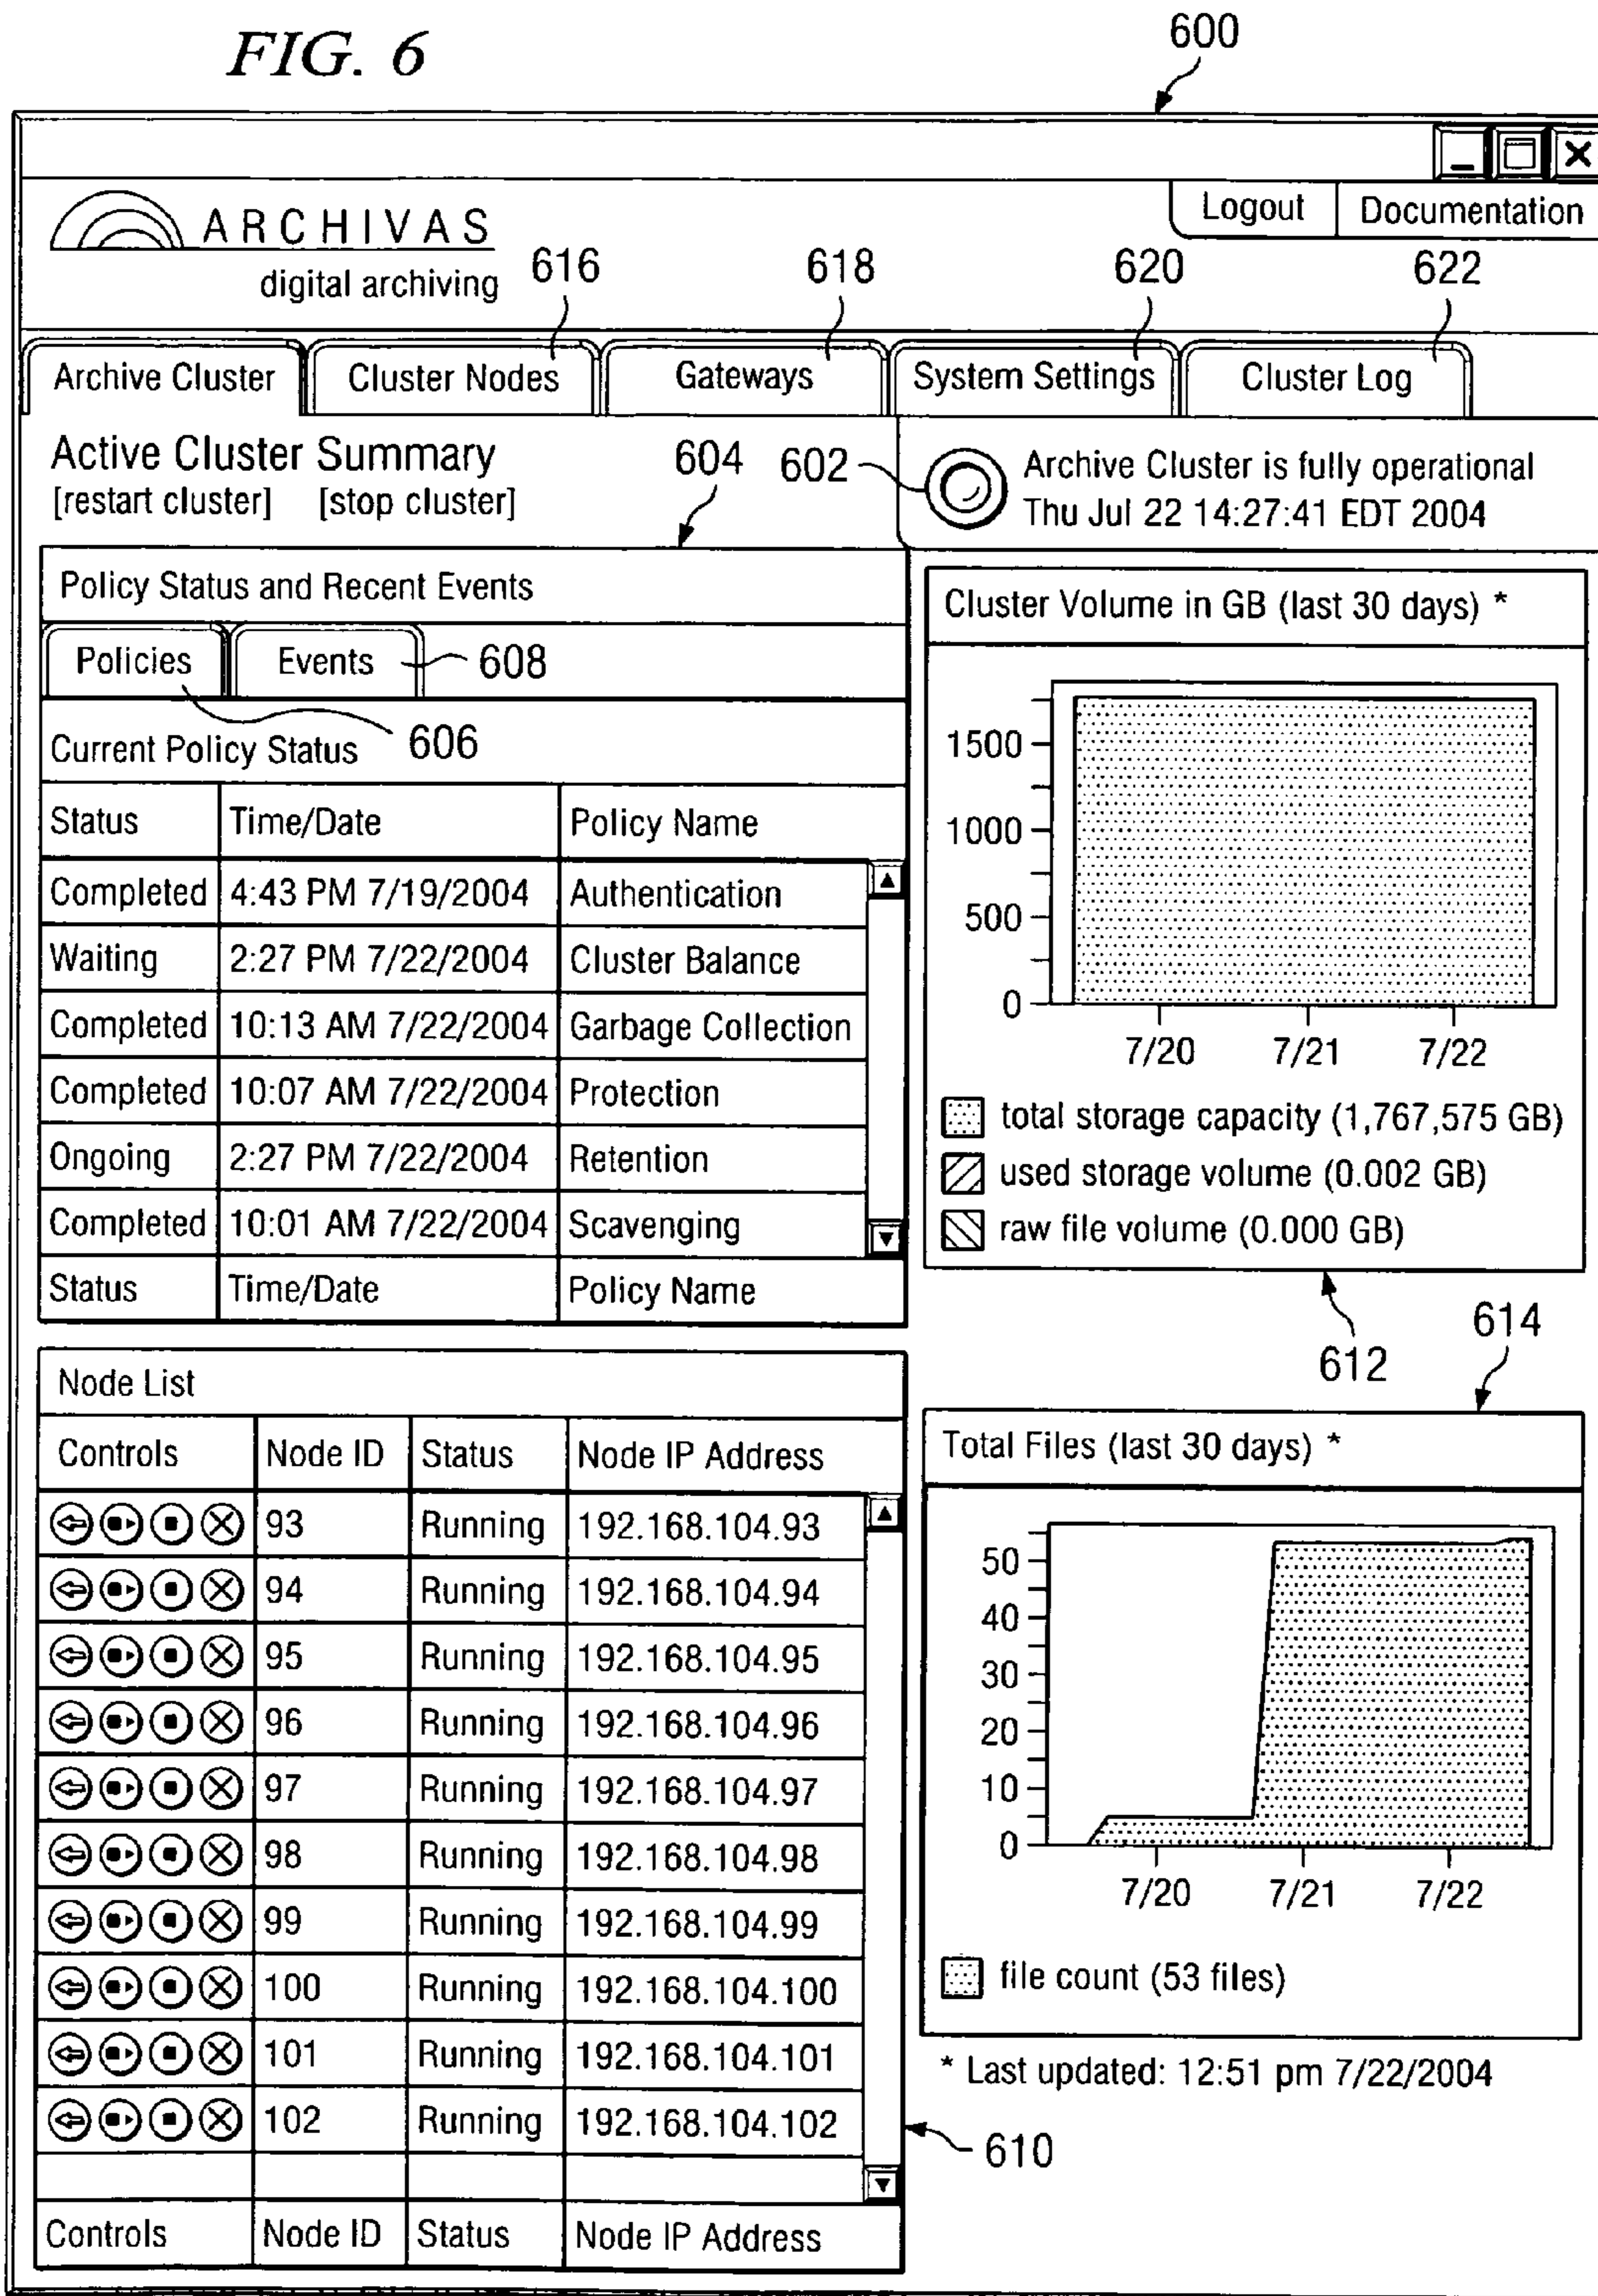 FIG. 6
600
ARCHIVAS
digital archiving
Logout Documentation
616 618 620 622
Archive Cluster Cluster Nodes Gateways System Settings Cluster Log
Active Cluster Summary
[restart cluster] [stop cluster]
604 602
Archive Cluster is fully operational
Thu Jul 22 14:27:41 EDT 2004
Policy Status and Recent Events
Policies Events 608
606
Current Policy Status
Status Time/Date Policy Name
Completed 4:43 PM 7/19/2004 Authentication
Waiting 2:27 PM 7/22/2004 Cluster Balance
Completed 10:13 AM 7/22/2004 Garbage Collection
Completed 10:07 AM 7/22/2004 Protection
Ongoing 2:27 PM 7/22/2004 Retention
Completed 10:01 AM 7/22/2004 Scavenging
Status Time/Date Policy Name
Cluster Volume in GB (last 30 days) *
1500
1000
500
0
7/20 7/21 7/22
total storage capacity (1,767,575 GB)
used storage volume (0.002 GB)
raw file volume (0.000 GB)
612
614
Node List
Controls Node ID Status Node IP Address
93 Running 192.168.104.93
94 Running 192.168.104.94
95 Running 192.168.104.95
96 Running 192.168.104.96
97 Running 192.168.104.97
98 Running 192.168.104.98
99 Running 192.168.104.99
100 Running 192.168.104.100
101 Running 192.168.104.101
102 Running 192.168.104.102
Controls Node ID Status Node IP Address
610
Total Files (last 30 days) *
50
40
30
20
10
0
7/20 7/21 7/22
file count (53 files)
* Last updated: 12:51 pm 7/22/2004